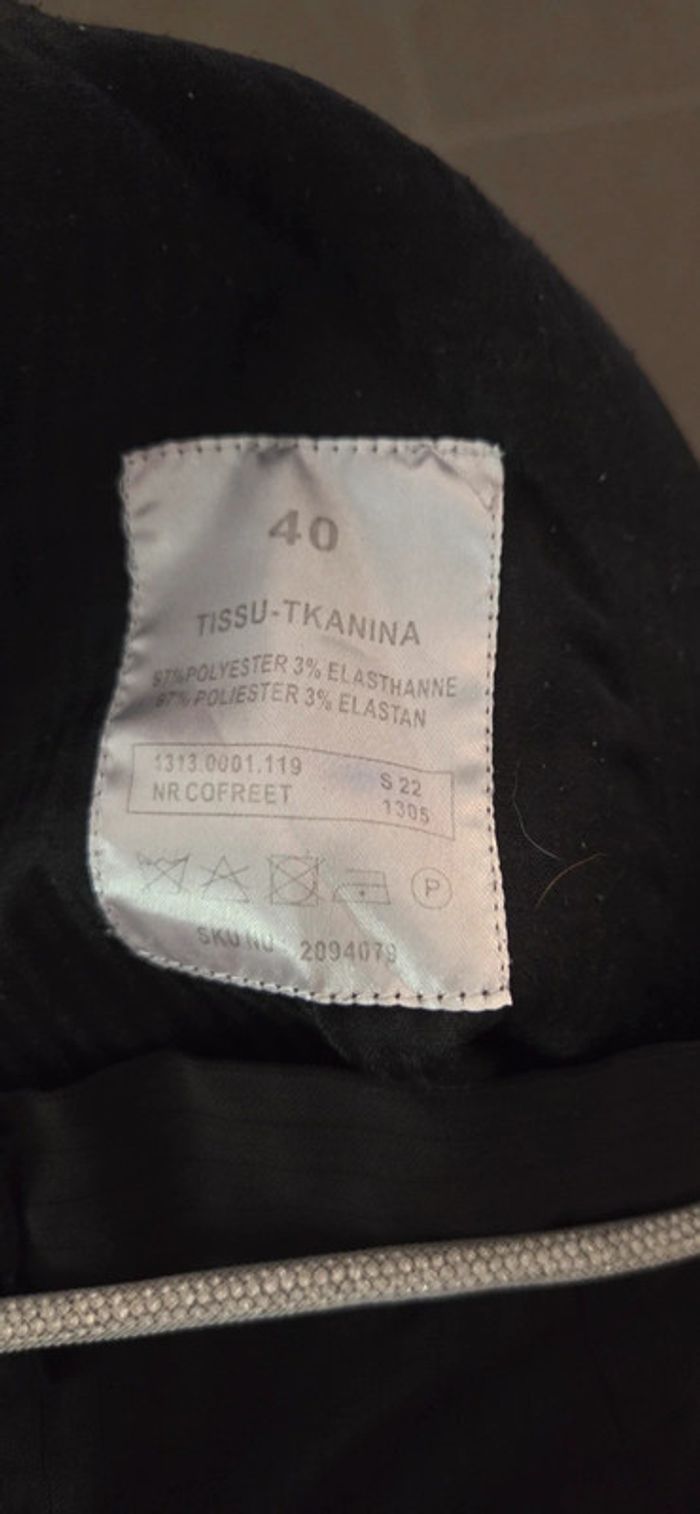 40
TISSU-TKANINA
97% POLYESTER 3% ELASTHANNE
97% POLIESTER 3% ELASTAN
1313.0001.119 S 22
NR COFREET 1305
P
SKU NU 2094079